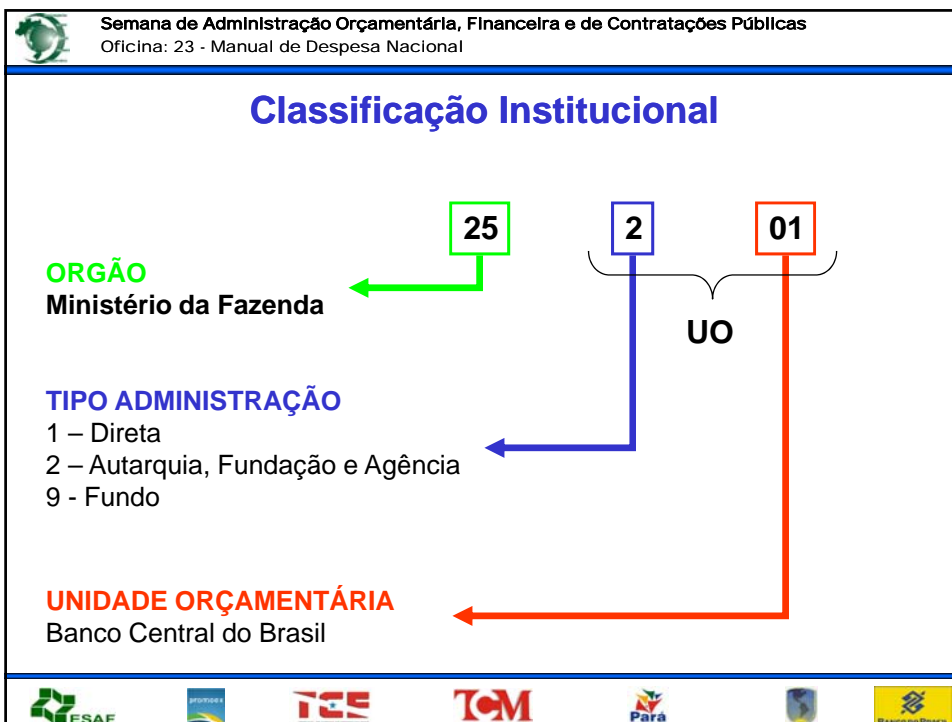 Semana de Administração Orçamentária, Financeira e de Contratações Públicas
Oficina: 23 - Manual de Despesa Nacional
Classificação Institucional
25 2 01
ORGÃO
Ministério da Fazenda
UO
TIPO ADMINISTRAÇÃO
1 – Direta
2 – Autarquia, Fundação e Agência
9 - Fundo
UNIDADE ORÇAMENTÁRIA
Banco Central do Brasil
ESAF promoex TCE TCM Pará